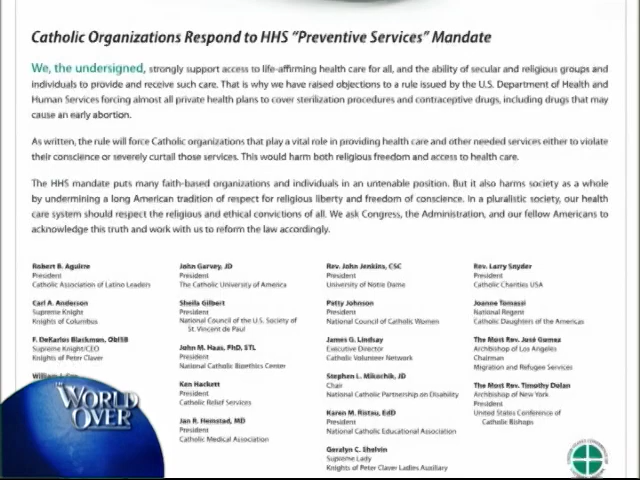 Catholic Organizations Respond to HHS “Preventive Services” Mandate
We, the undersigned, strongly support access to life-affirming health care for all, and the ability of secular and religious groups and
individuals to provide and receive such care. That is why we have raised objections to a rule issued by the U.S. Department of Health and
Human Services forcing almost all private health plans to cover sterilization procedures and contraceptive drugs, including drugs that may
cause an early abortion.
As written, the rule will force Catholic organizations that play a vital role in providing health care and other needed services either to violate
their conscience or severely curtail those services. This would harm both religious freedom and access to health care.
The HHS mandate puts many faith-based organizations and individuals in an untenable position. But it also harms society as a whole
by undermining a long American tradition of respect for religious liberty and freedom of conscience. In a pluralistic society, our health
care system should respect the religious and ethical convictions of all. We ask Congress, the Administration, and our fellow Americans to
acknowledge this truth and work with us to reform the law accordingly.
Robert B. Aguirre
President
Catholic Association of Latino Leaders
Carl A. Anderson
Supreme Knight
Knights of Columbus
F. DeKarlos Blackmon, OblSB
Supreme Knight/CEO
Knights of Peter Claver
THE WORLD
OVER
John Garvey, JD
President
The Catholic University of America
Sheila Gilbert
President
National Council of the U.S. Society of
St. Vincent de Paul
John M. Haas, PhD, STL
President
National Catholic Bioethics Center
Ken Hackett
President
Catholic Relief Services
Jan R. Hemstad, MD
President
Catholic Medical Association
Rev. John Jenkins, CSC
President
University of Notre Dame
Patty Johnson
President
National Council of Catholic Women
James G. Lindsay
Executive Director
Catholic Volunteer Network
Stephen L. Mikochik, JD
Chair
National Catholic Partnership on Disability
Karen M. Ristau, EdD
President
National Catholic Educational Association
Geralyn C. Shelvin
Supreme Lady
Knights of Peter Claver Ladies Auxiliary
Rev. Larry Snyder
President
Catholic Charities USA
Joanne Tomassi
National Regent
Catholic Daughters of the Americas
The Most Rev. José Gomez
Archbishop of Los Angeles
Chairman
Migration and Refugee Services
The Most Rev. Timothy Dolan
Archbishop of New York
President
United States Conference of
Catholic Bishops